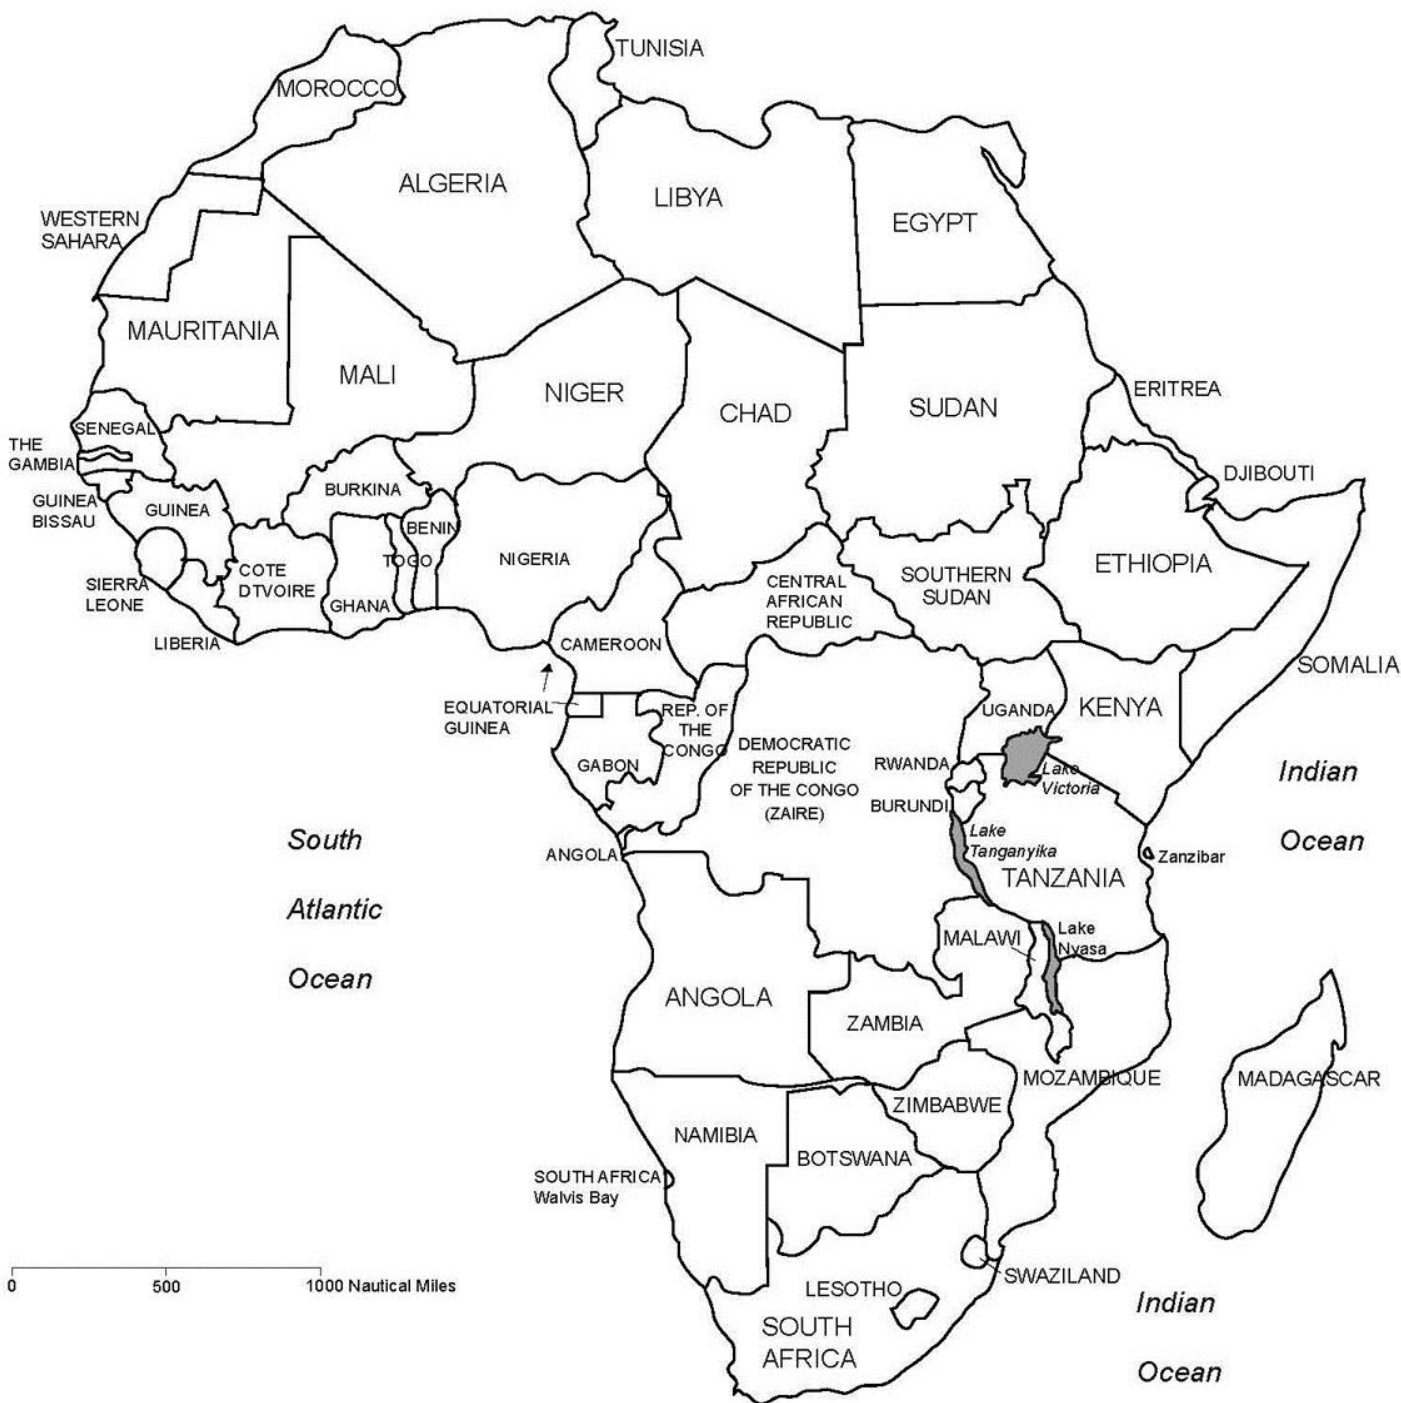 TUNISIA
MOROCCO
ALGERIA
LIBYA
EGYPT
WESTERN
SAHARA
MAURITANIA
MALI
NIGER
CHAD
SUDAN
ERITREA
SENEGAL
THE
GAMBIA
DJIBOUTI
GUINEA
BISSAU
GUINEA
BURKINA
BENIN
TOGO
NIGERIA
ETHIOPIA
SIERRA
LEONE
COTE
DTVOIRE
GHANA
CENTRAL
AFRICAN
REPUBLIC
SOUTHERN
SUDAN
LIBERIA
CAMEROON
SOMALIA
EQUATORIAL
GUINEA
REP. OF
THE
CONGO
UGANDA
KENYA
GABON
DEMOCRATIC
REPUBLIC
OF THE CONGO
(ZAIRE)
RWANDA
BURUNDI
Lake
Victoria
Indian
Ocean
South
Atlantic
Ocean
ANGOLA
Lake
Tanganyika
Zanzibar
TANZANIA
MALAWI
Lake
Nyasa
ANGOLA
ZAMBIA
MOZAMBIQUE
MADAGASCAR
ZIMBABWE
NAMIBIA
BOTSWANA
SOUTH AFRICA
Walvis Bay
0 500 1000 Nautical Miles
SWAZILAND
LESOTHO
SOUTH
AFRICA
Indian
Ocean